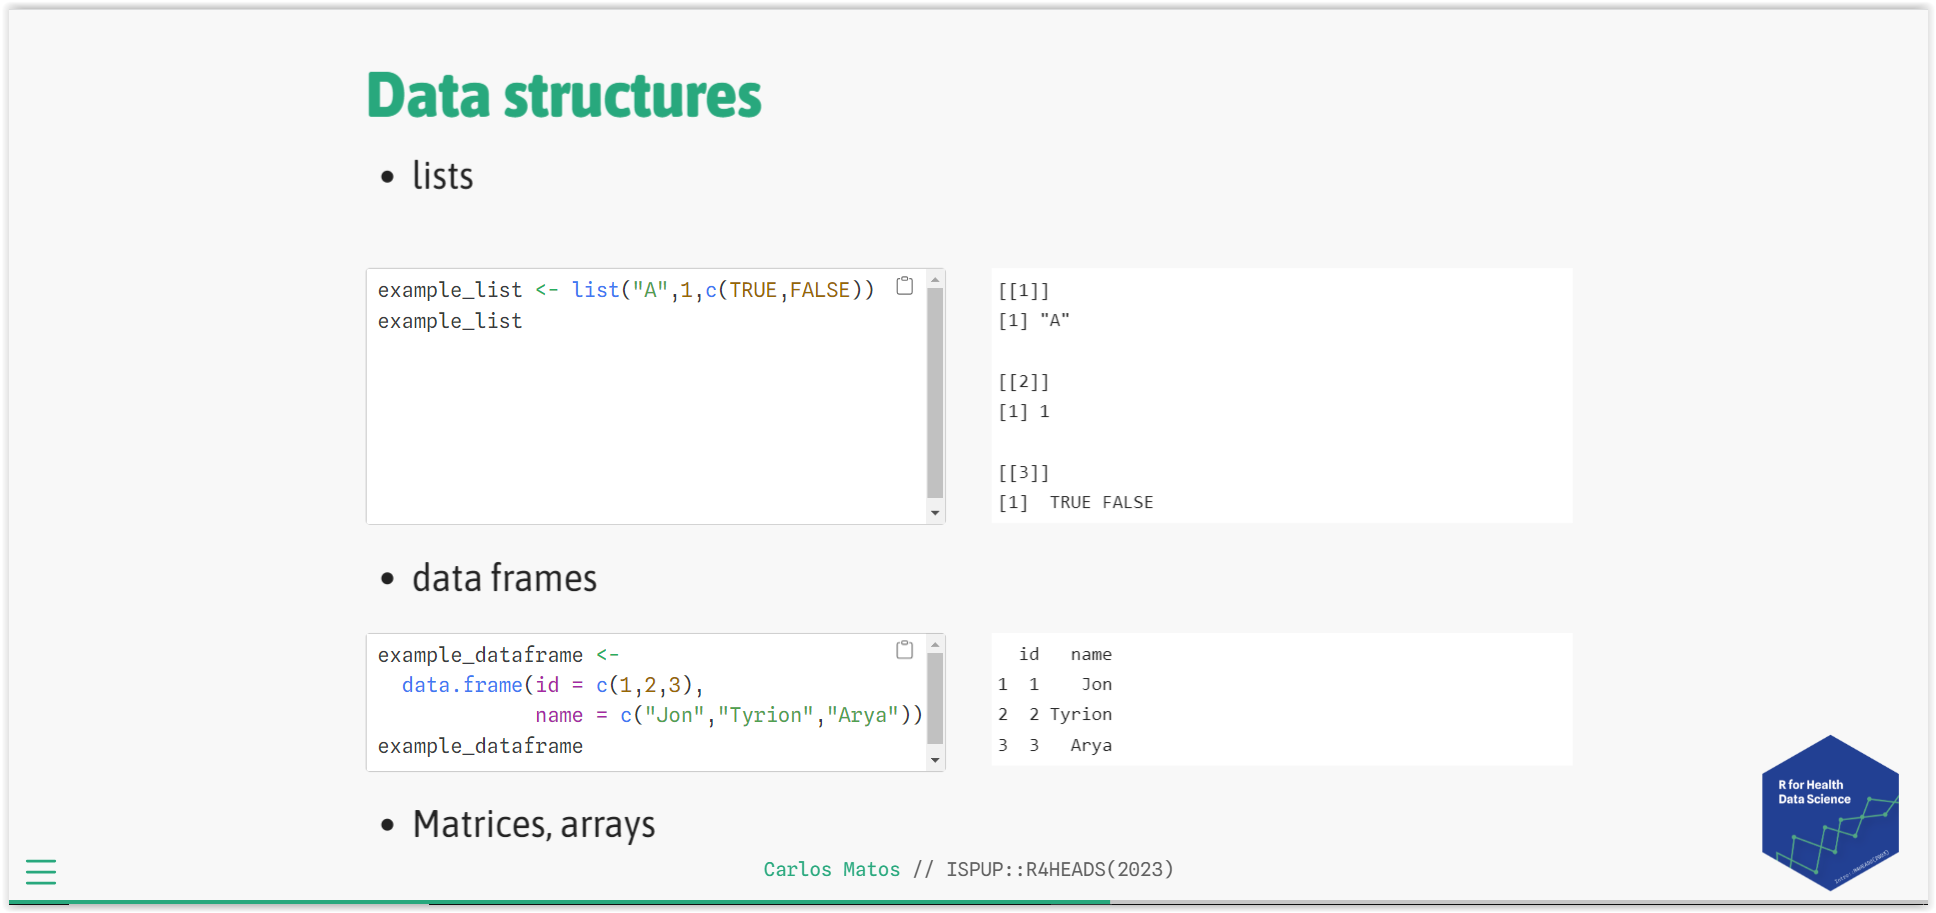 Data structures
• lists
example_list <- list("A",1,c(TRUE,FALSE))
example_list
[[1]]
[1] "A"
[[2]]
[1] 1
[[3]]
[1]  TRUE FALSE
• data frames
example_dataframe <-
  data.frame(id = c(1,2,3),
             name = c("Jon","Tyrion","Arya"))
example_dataframe
  id   name
1  1    Jon
2  2 Tyrion
3  3   Arya
• Matrices, arrays
R for Health
Data Science
Carlos Matos // ISPUP::R4HEADS(2023)